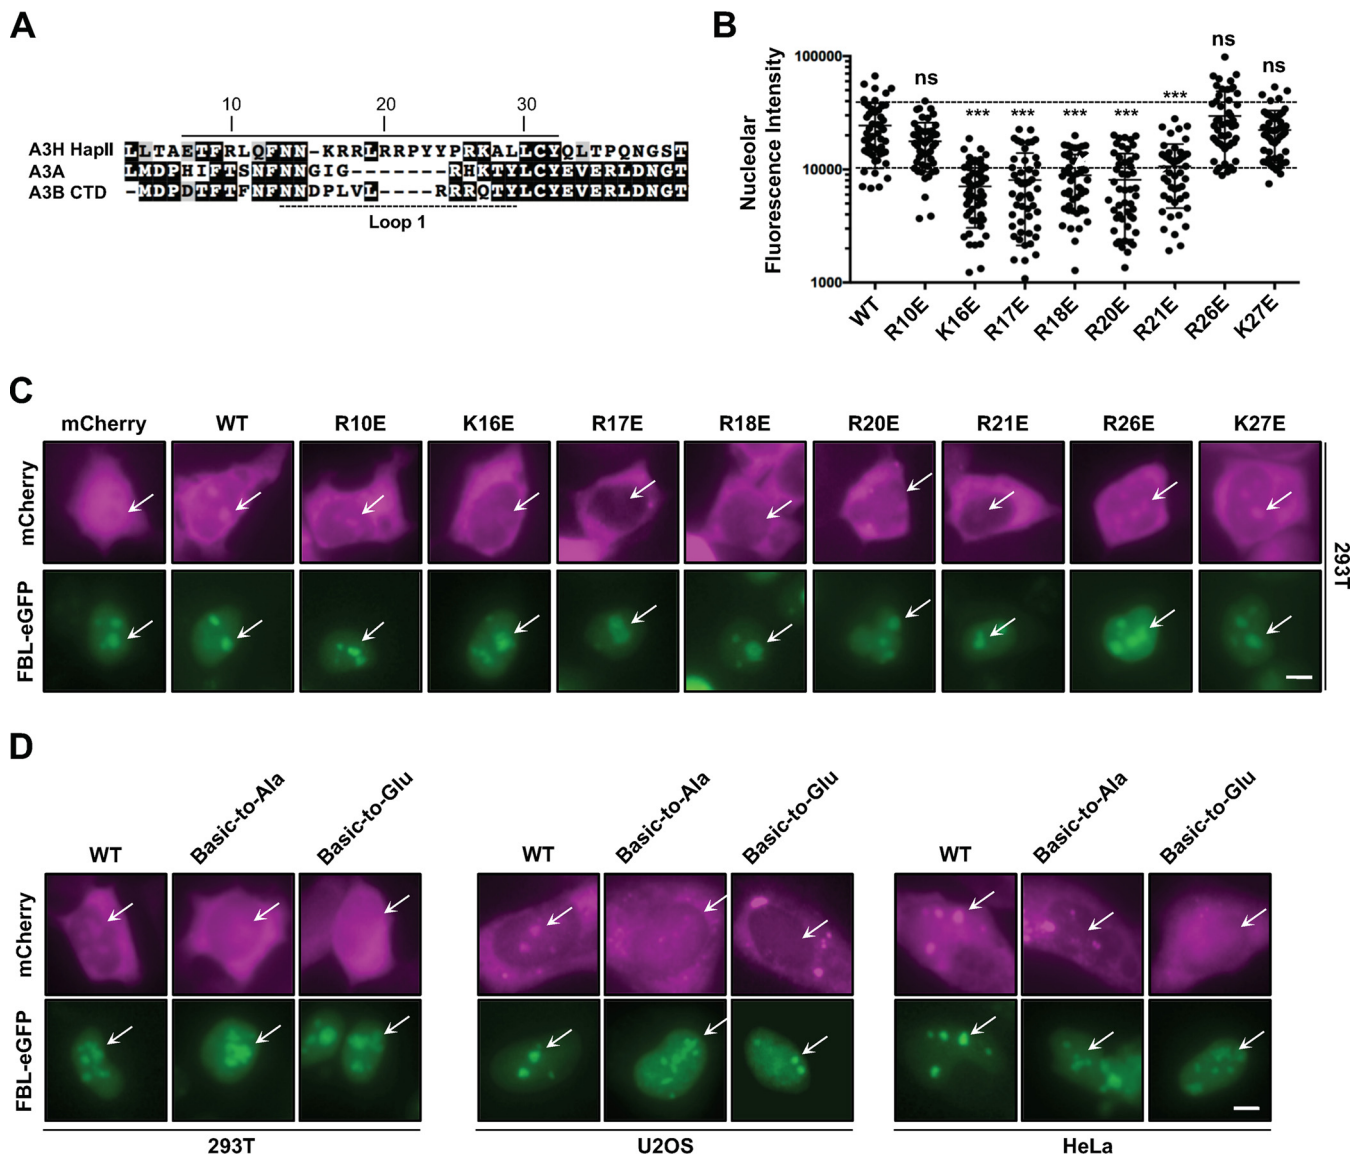 A
10 20 30
A3H HapII LLTAETFRLQFNN-KRRLRRPYYPRKALLCYQLTPQNGST
A3A LMDPHIFTSNFNNGIG------RHKTYLCYEVERLDNGT
A3B CTD -MDPDTFTFNFNNDPLVL----RRRQTYLCYEVERLDNGT
Loop 1
B
Nucleolar
Fluorescence Intensity
100000
10000
1000
ns
***
***
***
***
***
ns
ns
WT R10E K16E R17E R18E R20E R21E R26E K27E
C
mCherry WT R10E K16E R17E R18E R20E R21E R26E K27E
mCherry
FBL-eGFP
293T
D
WT Basic-to-Ala Basic-to-Glu WT Basic-to-Ala Basic-to-Glu WT Basic-to-Ala Basic-to-Glu
mCherry
FBL-eGFP
293T U2OS HeLa